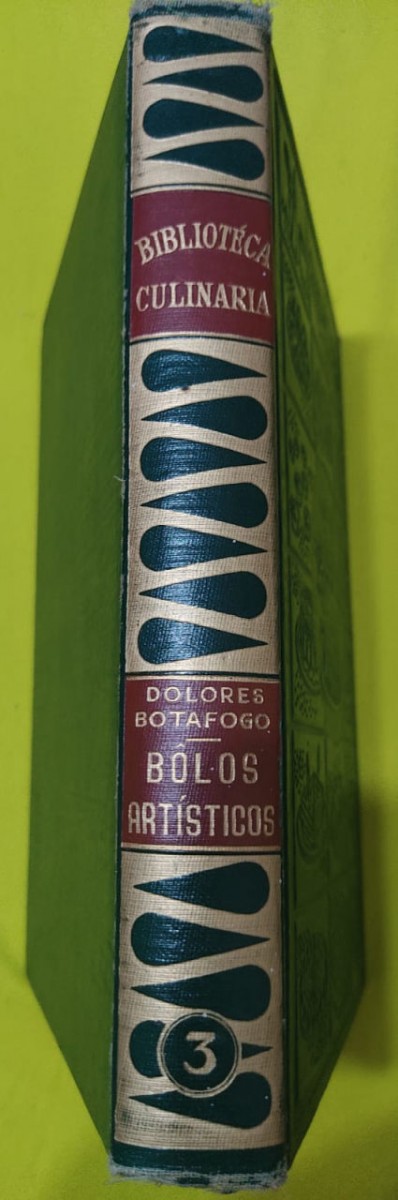 BIBLIOTÉCA
CULINARIA
DOLORES
BOTAFOGO
BÔLOS
ARTÍSTICOS
3